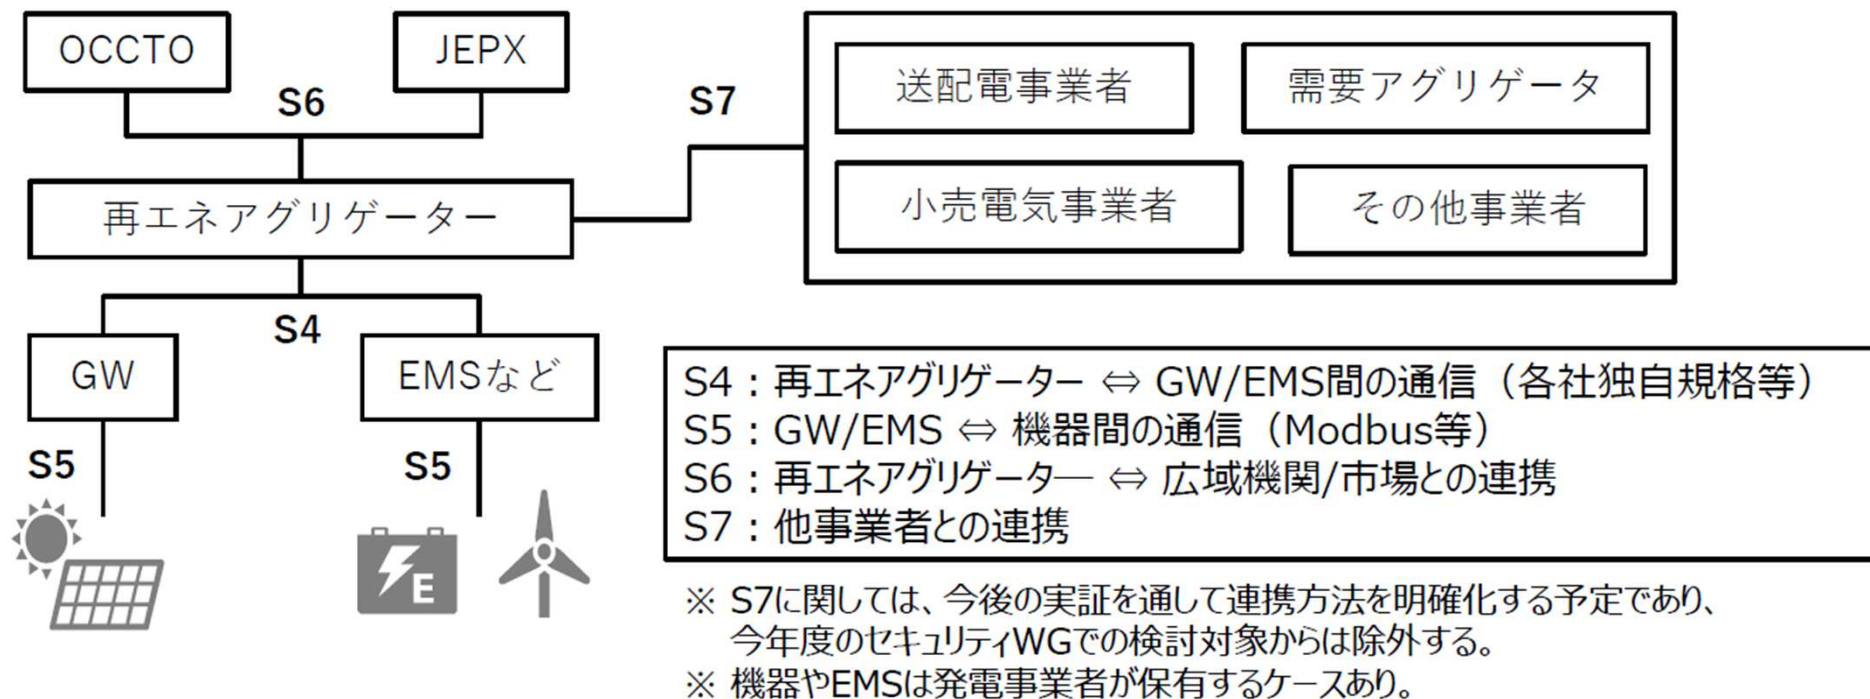 OCCTO
JEPX
S6
S7
送配電事業者
需要アグリゲータ
再エネアグリゲーター
小売電気事業者
その他事業者
S4
GW
EMSなど
S5
S5
E
S4：再エネアグリゲーター ⇔ GW/EMS間の通信（各社独自規格等）
S5：GW/EMS ⇔ 機器間の通信（Modbus等）
S6：再エネアグリゲーター ⇔ 広域機関/市場との連携
S7：他事業者との連携
※ S7に関しては、今後の実証を通して連携方法を明確化する予定であり、
今年度のセキュリティWGでの検討対象からは除外する。
※ 機器やEMSは発電事業者が保有するケースあり。